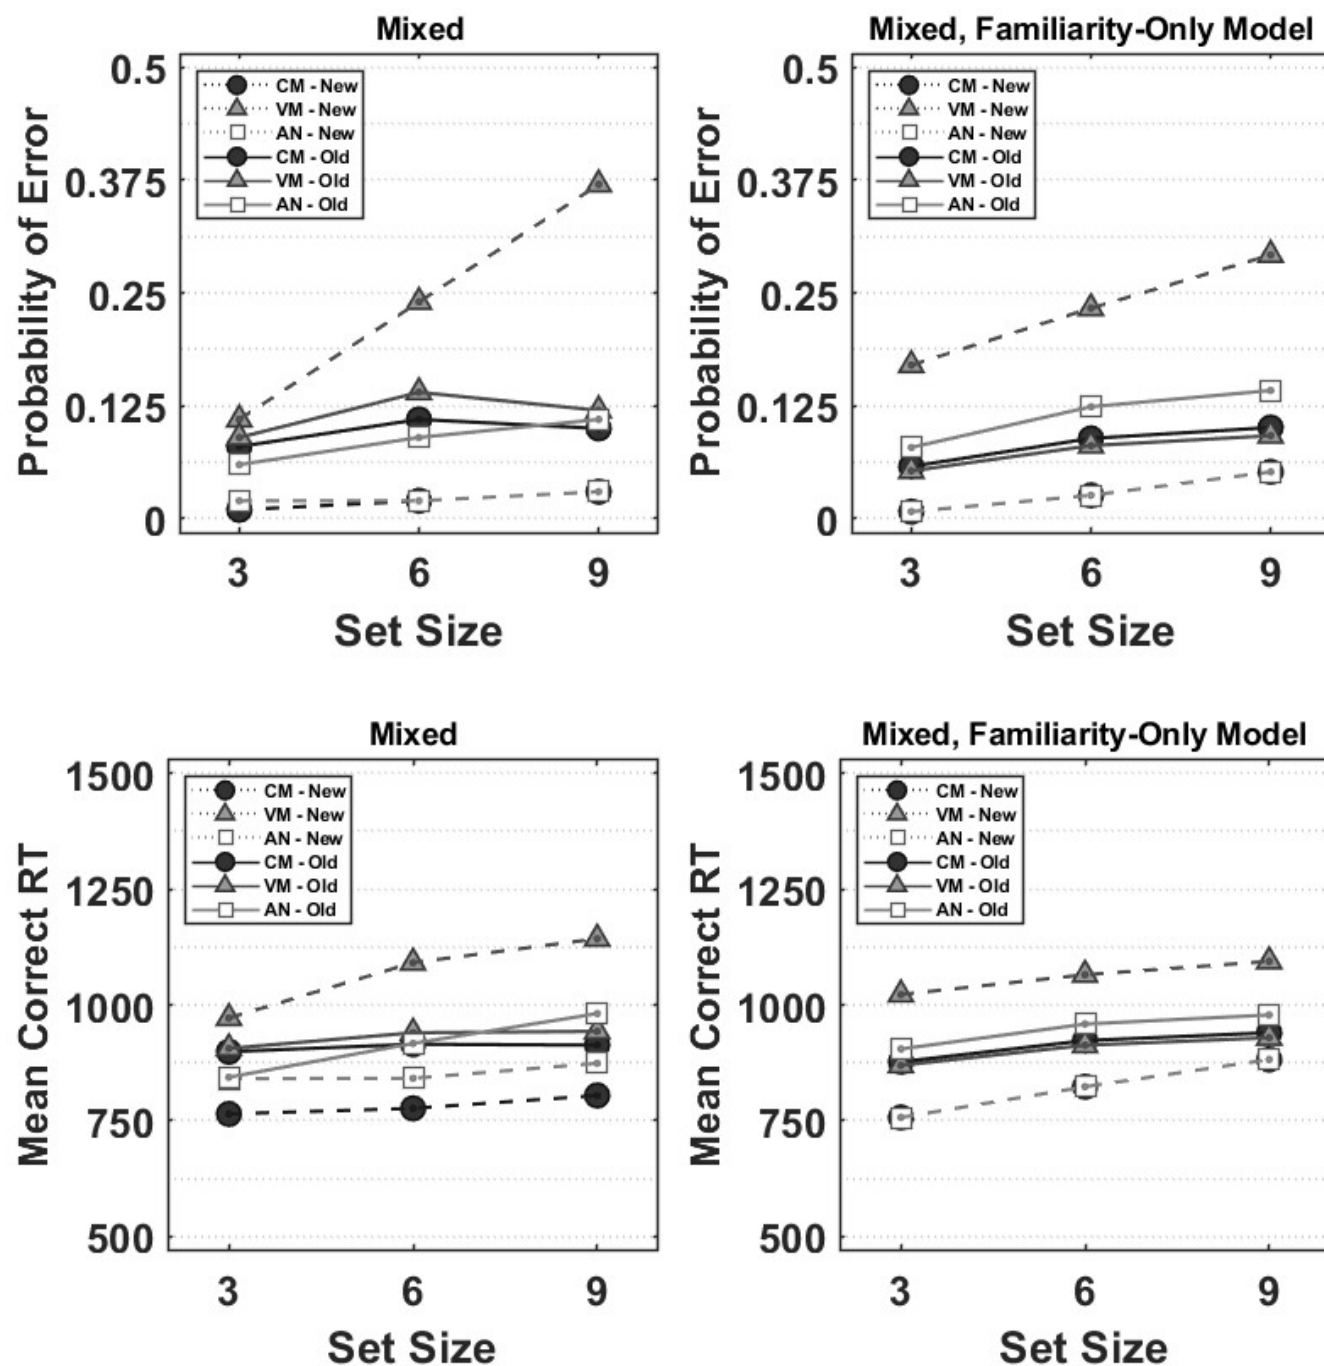 Mixed
Probability of Error
0.5
0.375
0.25
0.125
0
CM - New
VM - New
AN - New
CM - Old
VM - Old
AN - Old
3 6 9
Set Size
Mixed, Familiarity-Only Model
Probability of Error
0.5
0.375
0.25
0.125
0
CM - New
VM - New
AN - New
CM - Old
VM - Old
AN - Old
3 6 9
Set Size
Mixed
Mean Correct RT
1500
1250
1000
750
500
CM - New
VM - New
AN - New
CM - Old
VM - Old
AN - Old
3 6 9
Set Size
Mixed, Familiarity-Only Model
Mean Correct RT
1500
1250
1000
750
500
CM - New
VM - New
AN - New
CM - Old
VM - Old
AN - Old
3 6 9
Set Size